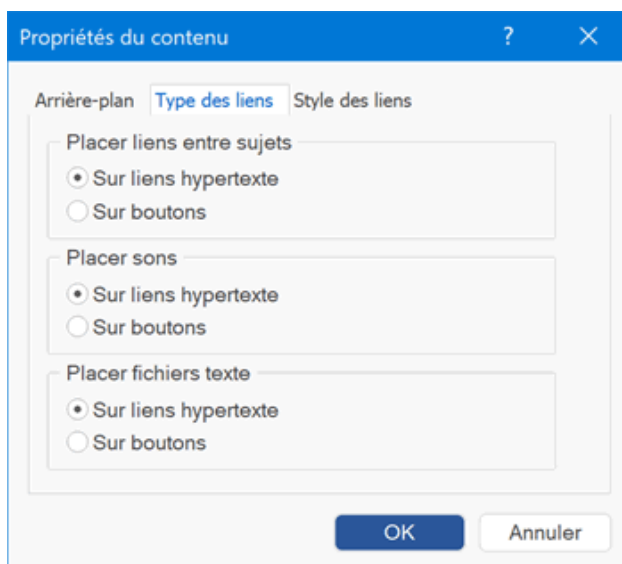 Propriétés du contenu ?
Arrière-plan Type des liens Style des liens
Placer liens entre sujets
Sur liens hypertexte
Sur boutons
Placer sons
Sur liens hypertexte
Sur boutons
Placer fichiers texte
Sur liens hypertexte
Sur boutons
OK Annuler